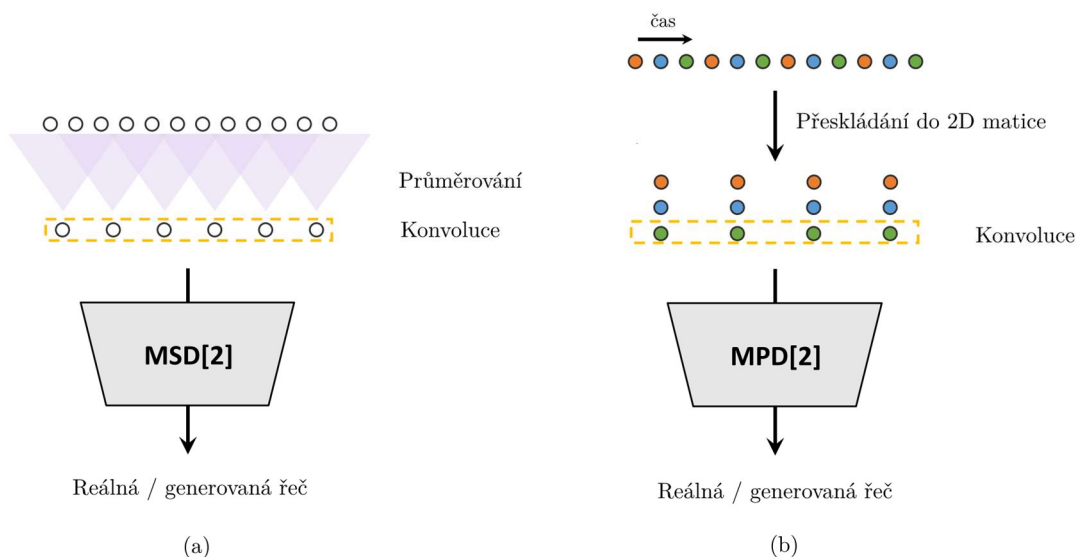 Průměrování
Konvoluce
MSD[2]
Reálná / generovaná řeč
(a)
čas
Přeskládání do 2D matice
Konvoluce
MPD[2]
Reálná / generovaná řeč
(b)